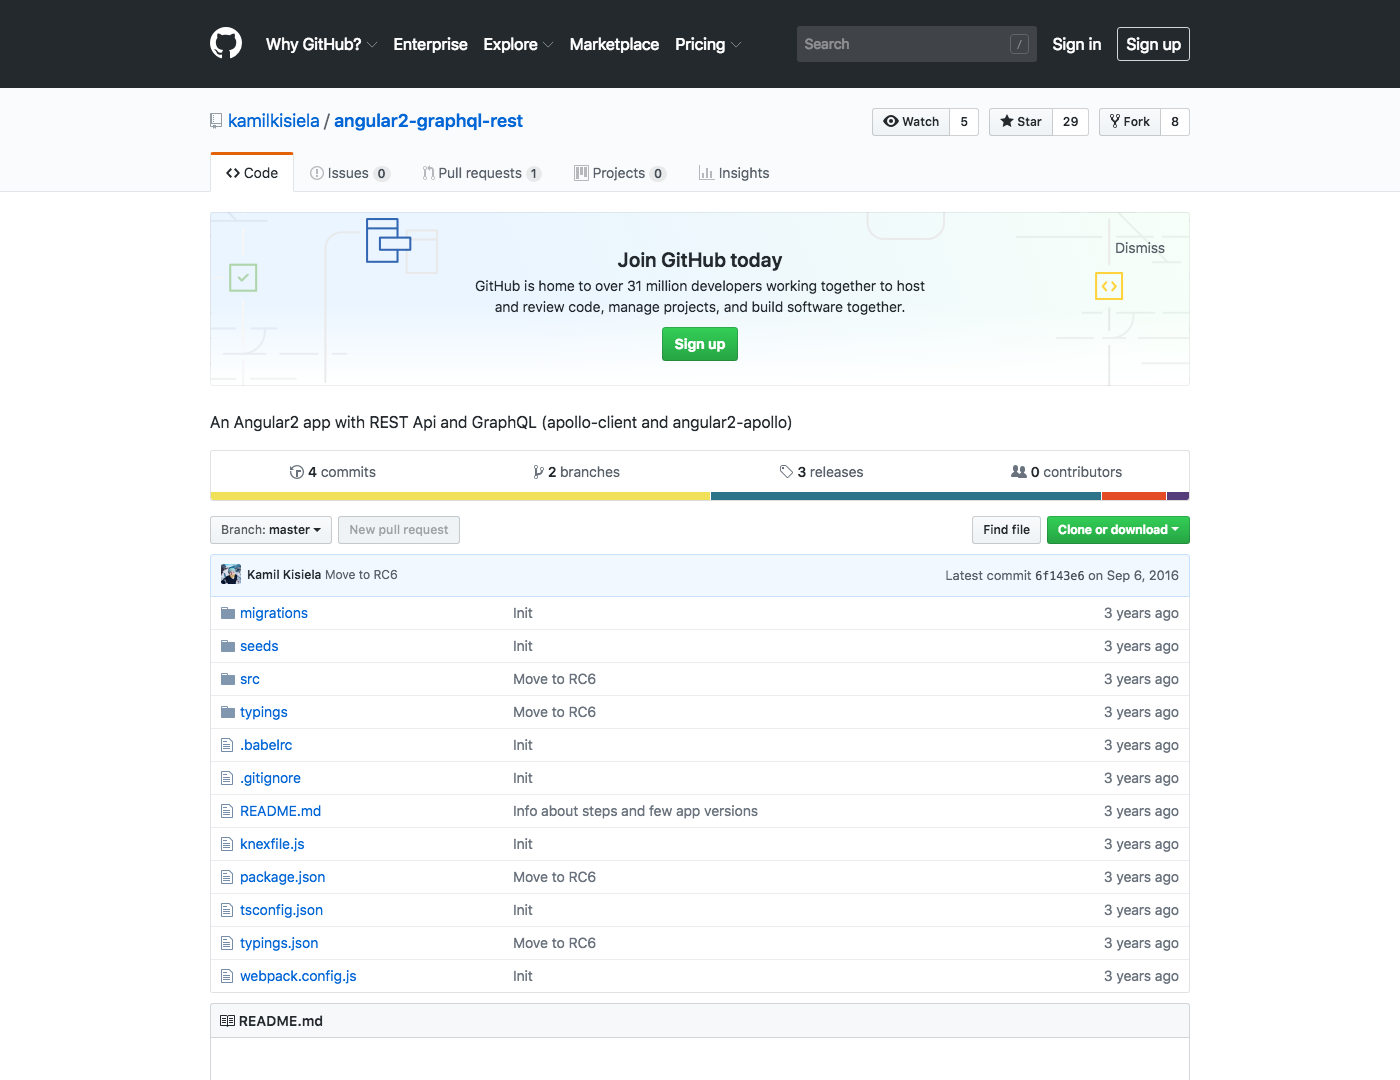 Why GitHub? Enterprise Explore Marketplace Pricing Search / Sign in Sign up
kamilkisiela / angular2-graphql-rest Watch 5 Star 29 Fork 8
Code Issues 0 Pull requests 1 Projects 0 Insights
Dismiss
Join GitHub today
GitHub is home to over 31 million developers working together to host
and review code, manage projects, and build software together.
Sign up
An Angular2 app with REST Api and GraphQL (apollo-client and angular2-apollo)
4 commits 2 branches 3 releases 0 contributors
Branch: master New pull request Find file Clone or download
Kamil Kisiela Move to RC6 Latest commit 6f143e6 on Sep 6, 2016
migrations Init 3 years ago
seeds Init 3 years ago
src Move to RC6 3 years ago
typings Move to RC6 3 years ago
.babelrc Init 3 years ago
.gitignore Init 3 years ago
README.md Info about steps and few app versions 3 years ago
knexfile.js Init 3 years ago
package.json Move to RC6 3 years ago
tsconfig.json Init 3 years ago
typings.json Move to RC6 3 years ago
webpack.config.js Init 3 years ago
README.md